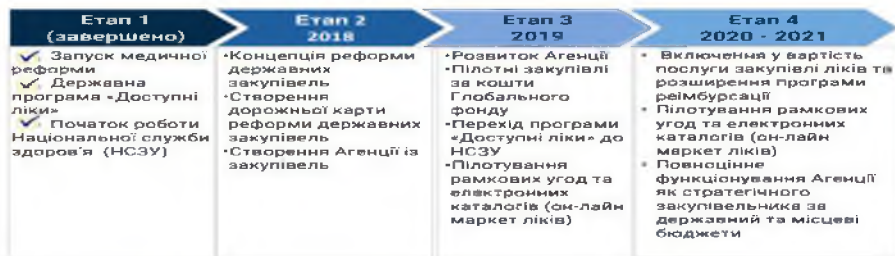 Етап 1
(завершено)
Запуск медичної
реформи
Державна
програма «Доступні
ліки»
Початок роботи
Національної служби
здоров'я (НСЗУ)
Етап 2
2018
•Концепція реформи
державних
закупівель
•Створення
дорожньої карти
реформи державних
закупівель
•Створення Агенції із
закупівель
Етап 3
2019
•Розвиток Агенції
•Пілотні закупівлі
за кошти
Глобального
фонду
•Перехід програми
«Доступні ліки» до
НСЗУ
•Пілотування
рамкових угод та
електронних
каталогів (он-лайн
маркет ліків)
Етап 4
2020 - 2021
• Включення у вартість
послуги закупівлі ліків та
розширення програми
реімбурсації
• Пілотування рамкових
угод та електронних
каталогів (он-лайн
маркет ліків)
• Повноцінне
функціонування Агенції
як стратегічного
закупівельника за
державний та місцеві
бюджети